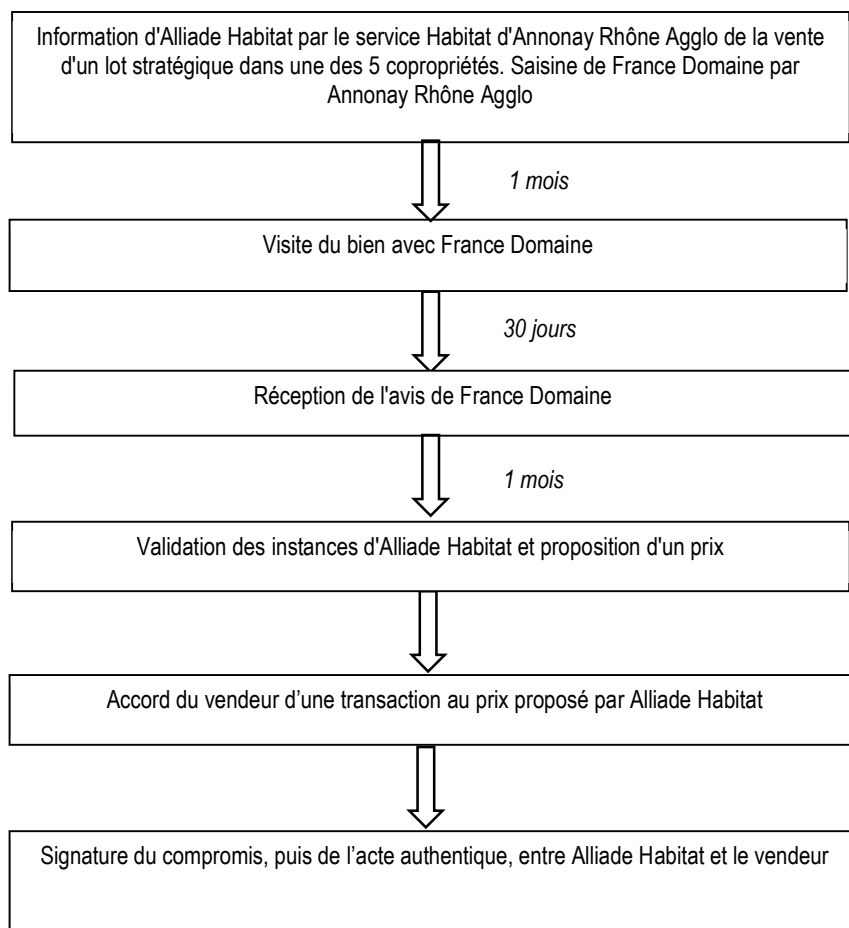 Information d'Alliade Habitat par le service Habitat d'Annonay Rhône Agglo de la vente
d'un lot stratégique dans une des 5 copropriétés. Saisine de France Domaine par
Annonay Rhône Agglo
1 mois
Visite du bien avec France Domaine
30 jours
Réception de l'avis de France Domaine
1 mois
Validation des instances d'Alliade Habitat et proposition d'un prix
Accord du vendeur d’une transaction au prix proposé par Alliade Habitat
Signature du compromis, puis de l’acte authentique, entre Alliade Habitat et le vendeur